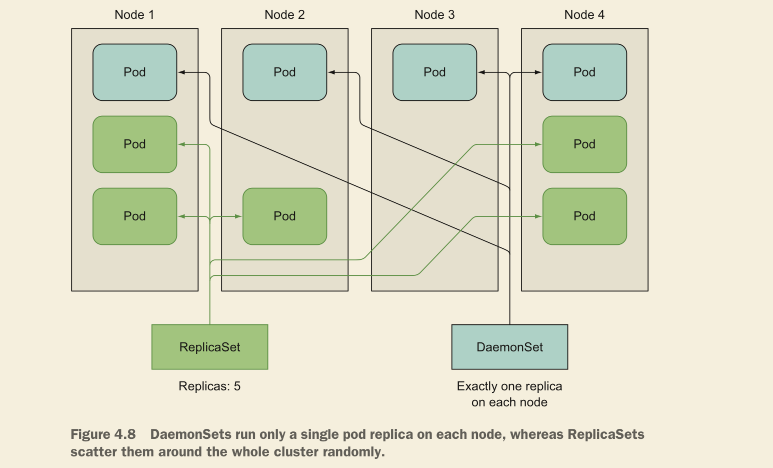 Node 1
Node 2
Node 3
Node 4
Pod
Pod
Pod
Pod
Pod
Pod
Pod
Pod
Pod
ReplicaSet
DaemonSet
Replicas: 5
Exactly one replica
on each node
Figure 4.8 DaemonSets run only a single pod replica on each node, whereas ReplicaSets
scatter them around the whole cluster randomly.